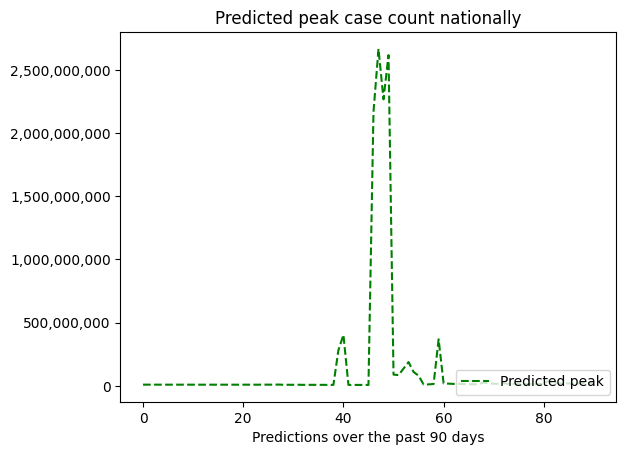 Predicted peak case count nationally
2,500,000,000
2,000,000,000
1,500,000,000
1,000,000,000
500,000,000
0
Predicted peak
0 20 40 60 80
Predictions over the past 90 days